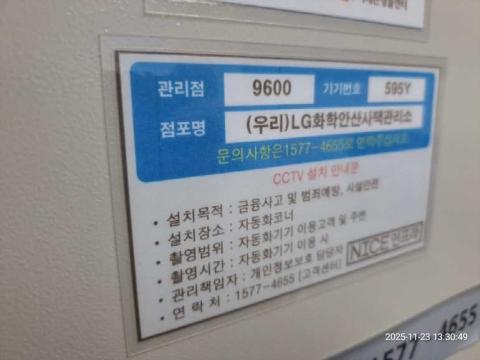 관리점 9600 기기번호 595Y
점포명 (우리)LG화학안산사택관리소
문의사항은1577-4655로 연락주십시오
CCTV 설치 안내문
• 설치목적 : 금융사고 및 범죄예방, 시설안전
• 설치장소 : 자동화코너
• 촬영범위 : 자동화기기 이용고객 및 주변
• 촬영시간 : 자동화기기 이용 시
• 관리책임자 : 개인정보보호 담당자
• 연 락 처 : 1577-4655 [고객센터]
NICE
1577-4655
2025-11-23 13:30:49